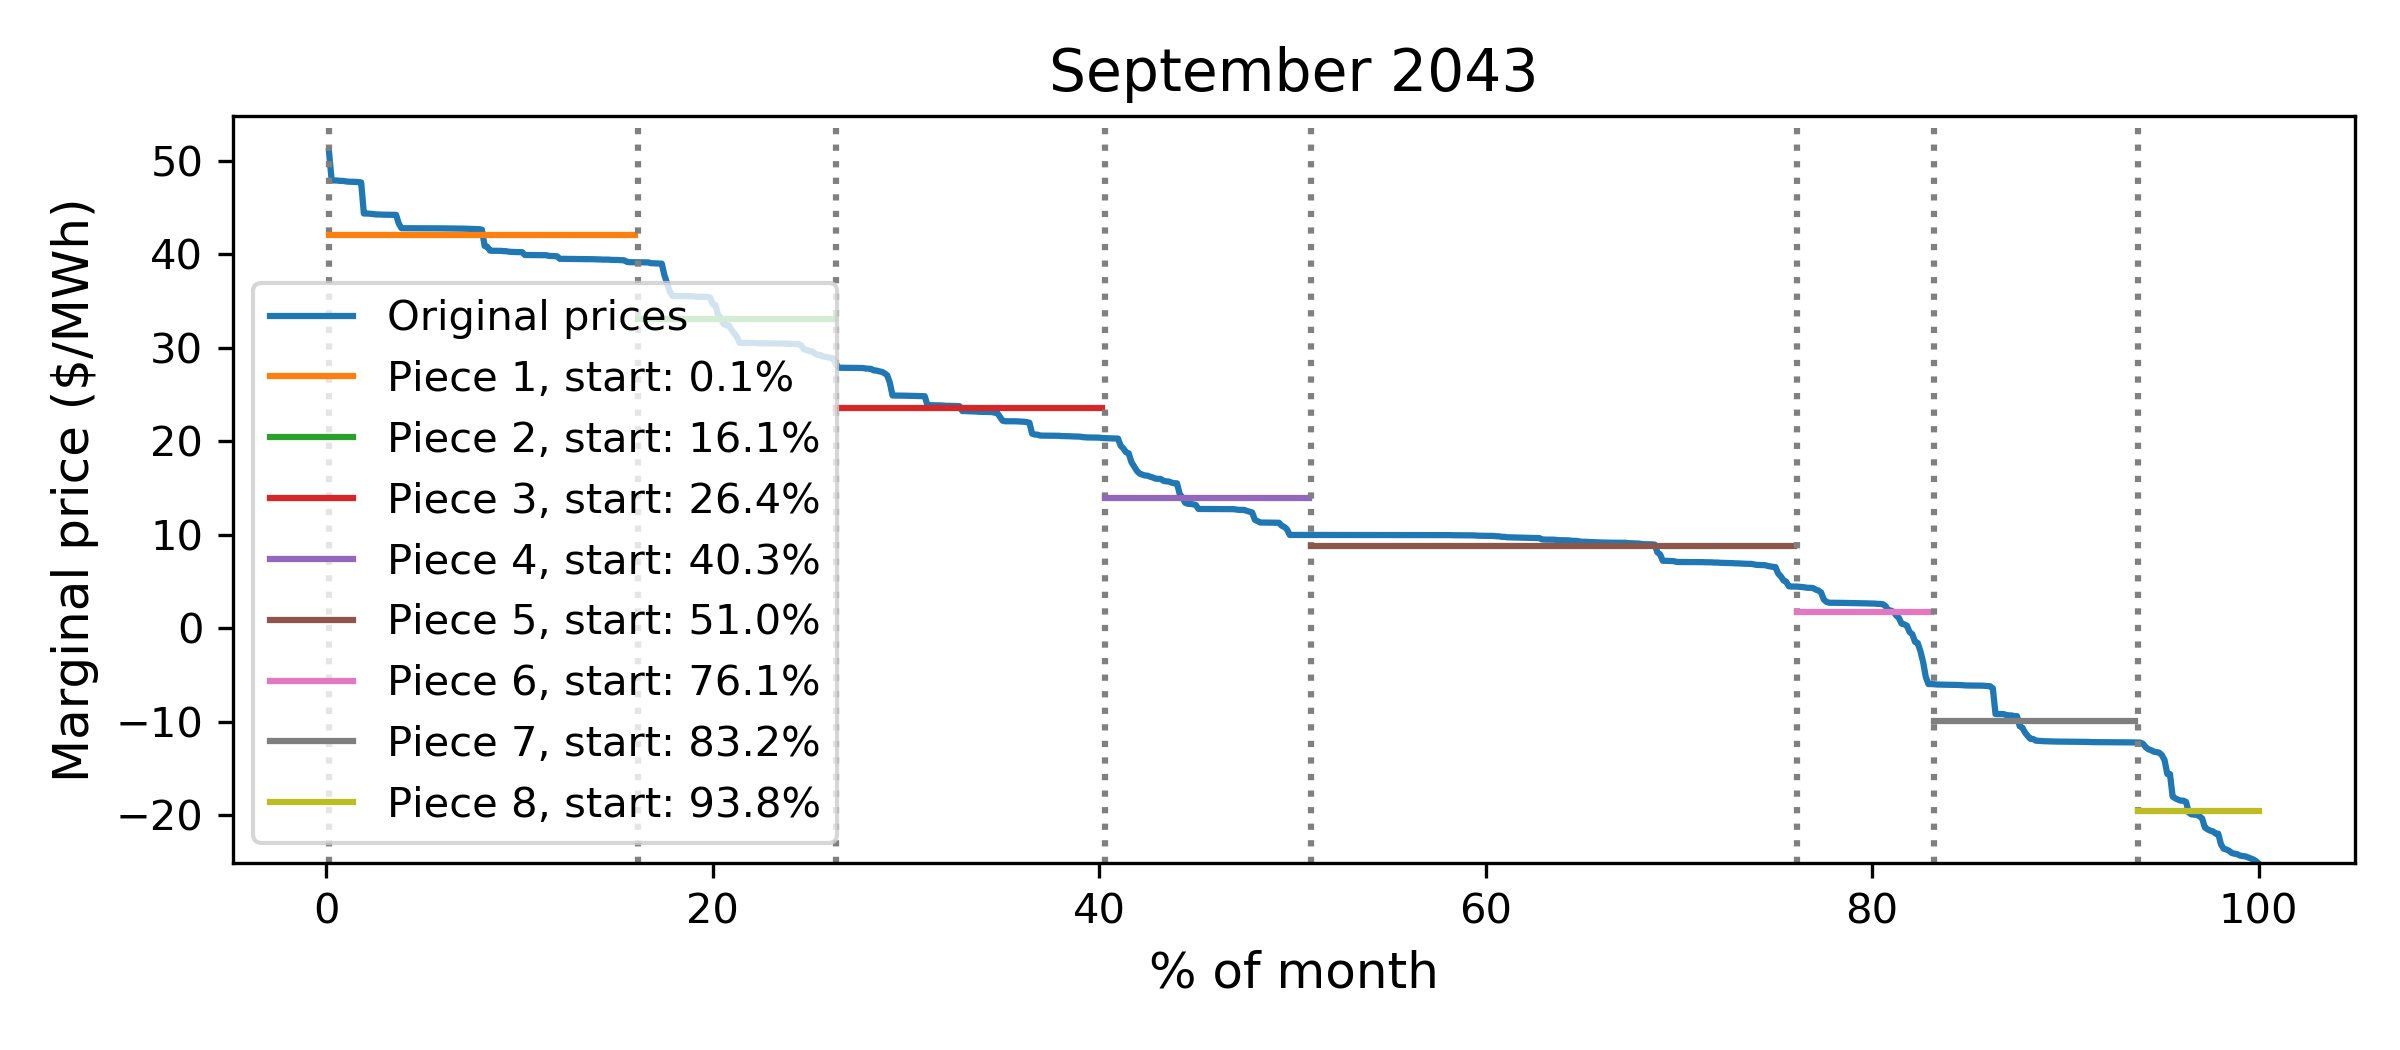 September 2043
Marginal price ($/MWh)
50
40
30
20
10
0
−10
−20
Original prices
Piece 1, start: 0.1%
Piece 2, start: 16.1%
Piece 3, start: 26.4%
Piece 4, start: 40.3%
Piece 5, start: 51.0%
Piece 6, start: 76.1%
Piece 7, start: 83.2%
Piece 8, start: 93.8%
0 20 40 60 80 100
% of month